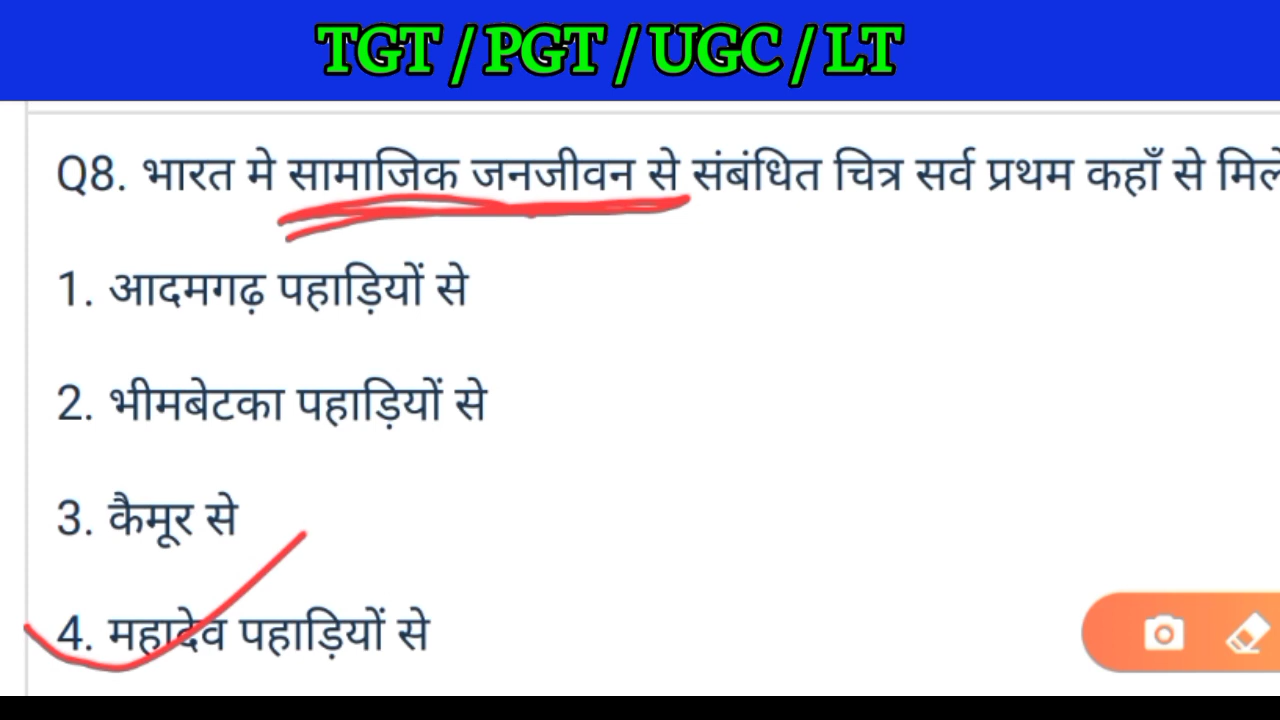 TGT / PGT / UGC / LT
Q8. भारत मे सामाजिक जनजीवन से संबंधित चित्र सर्व प्रथम कहाँ से
1. आदमगढ़ पहाड़ियों से
2. भीमबेटका पहाड़ियों से
3. कैमूर से
4. महादेव पहाड़ियों से